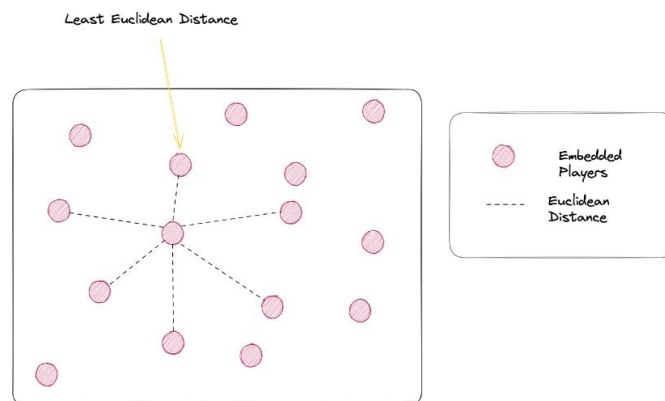 Least Euclidean Distance
Embedded
Players
Euclidean
Distance